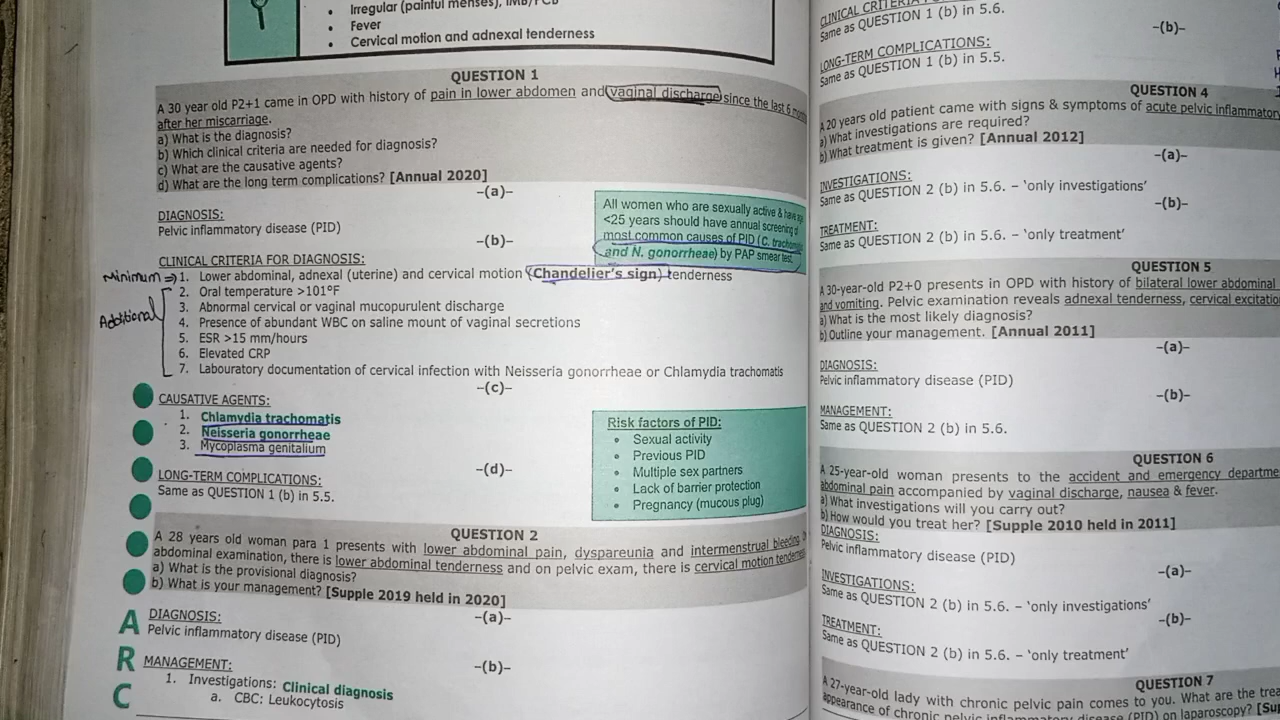 Irregular (painful menses), IMB/PCB
• Fever
• Cervical motion and adnexal tenderness
QUESTION 1
A 30 year old P2+1 came in OPD with history of pain in lower abdomen and vaginal discharge since the last 6
after her miscarriage.
a) What is the diagnosis?
b) Which clinical criteria are needed for diagnosis?
c) What are the causative agents?
d) What are the long term complications? [Annual 2020]
-(a)-
DIAGNOSIS:
Pelvic inflammatory disease (PID)
All women who are sexually active & have
<25 years should have annual screening of
most common causes of PID (C.
and N. gonorrheae) by PAP smear test.
-(b)-
CLINICAL CRITERIA FOR DIAGNOSIS:
Minimum ⇒ 1. Lower abdominal, adnexal (uterine) and cervical motion (Chandelier's sign) tenderness
Additional
2. Oral temperature >101°F
3. Abnormal cervical or vaginal mucopurulent discharge
4. Presence of abundant WBC on saline mount of vaginal secretions
5. ESR >15 mm/hours
6. Elevated CRP
7. Labouratory documentation of cervical infection with Neisseria gonorrheae or Chlamydia trachomatis
-(c)-
CAUSATIVE AGENTS:
1. Chlamydia trachomatis
2. Neisseria gonorrheae
3. Mycoplasma genitalium
Risk factors of PID:
• Sexual activity
• Previous PID
• Multiple sex partners
• Lack of barrier protection
• Pregnancy (mucous plug)
-(d)-
LONG-TERM COMPLICATIONS:
Same as QUESTION 1 (b) in 5.5.
QUESTION 2
A 28 years old woman para 1 presents with lower abdominal pain, dyspareunia and intermenstrual bleeding.
abdominal examination, there is lower abdominal tenderness and on pelvic exam, there is cervical motion tenderness
a) What is the provisional diagnosis?
b) What is your management? [Supple 2019 held in 2020]
-(a)-
DIAGNOSIS:
Pelvic inflammatory disease (PID)
-(b)-
MANAGEMENT:
1. Investigations: Clinical diagnosis
a. CBC: Leukocytosis
A
R
C
CLINICAL CRITERIA
Same as QUESTION 1 (b) in 5.6.
-(b)-
LONG-TERM COMPLICATIONS:
Same as QUESTION 1 (b) in 5.5.
QUESTION 4
A 20 years old patient came with signs & symptoms of acute pelvic inflammatory
a) What investigations are required?
b) What treatment is given? [Annual 2012]
-(a)-
INVESTIGATIONS:
Same as QUESTION 2 (b) in 5.6. – 'only investigations'
-(b)-
TREATMENT:
Same as QUESTION 2 (b) in 5.6. – 'only treatment'
QUESTION 5
A 30-year-old P2+0 presents in OPD with history of bilateral lower abdominal
and vomiting. Pelvic examination reveals adnexal tenderness, cervical excitatio
a) What is the most likely diagnosis?
b) Outline your management. [Annual 2011]
-(a)-
DIAGNOSIS:
Pelvic inflammatory disease (PID)
-(b)-
MANAGEMENT:
Same as QUESTION 2 (b) in 5.6.
QUESTION 6
A 25-year-old woman presents to the accident and emergency departme
abdominal pain accompanied by vaginal discharge, nausea & fever.
a) What investigations will you carry out?
b) How would you treat her? [Supple 2010 held in 2011]
DIAGNOSIS:
Pelvic inflammatory disease (PID)
-(a)-
INVESTIGATIONS:
Same as QUESTION 2 (b) in 5.6. – 'only investigations'
-(b)-
TREATMENT:
Same as QUESTION 2 (b) in 5.6. – 'only treatment'
QUESTION 7
A 27-year-old lady with chronic pelvic pain comes to you. What are the trea
appearance of chronic pelvic inflammatory disease (PID) on laparoscopy?